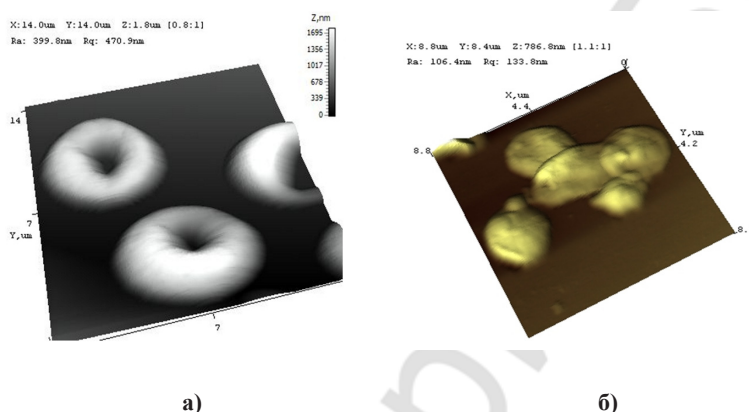 X:14.0um Y:14.0um Z:1.8um [0.8:1]
Ra: 399.8nm Rq: 470.9nm
Z,nm
1695
1356
1017
678
339
0
14
7
Y,um
7
X:8.8um Y:8.4um Z:786.8nm [1.1:1]
Ra: 106.4nm Rq: 133.8nm
0
X,um
4.4
Y,um
4.2
8.8
8.
а)
б)